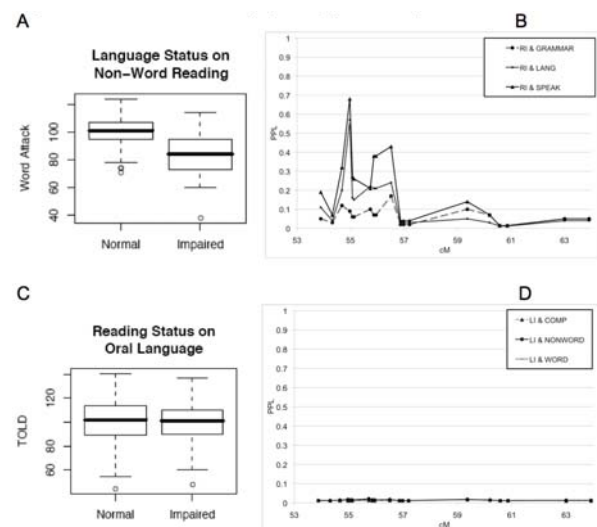 A
Language Status on
Non-Word Reading
Word Attack
100
80
60
40
Normal
Impaired
B
RI & GRAMMAR
RI & LANG
RI & SPEAK
PPL
1
0.9
0.8
0.7
0.6
0.5
0.4
0.3
0.2
0.1
0
53
55
57
59
61
63
cM
C
Reading Status on
Oral Language
TOLD
120
80
60
Normal
Impaired
D
LI & COMP
LI & NONWORD
LI & WORD
PPL
1
0.9
0.8
0.7
0.6
0.5
0.4
0.3
0.2
0.1
0
53
55
57
59
61
63
cM